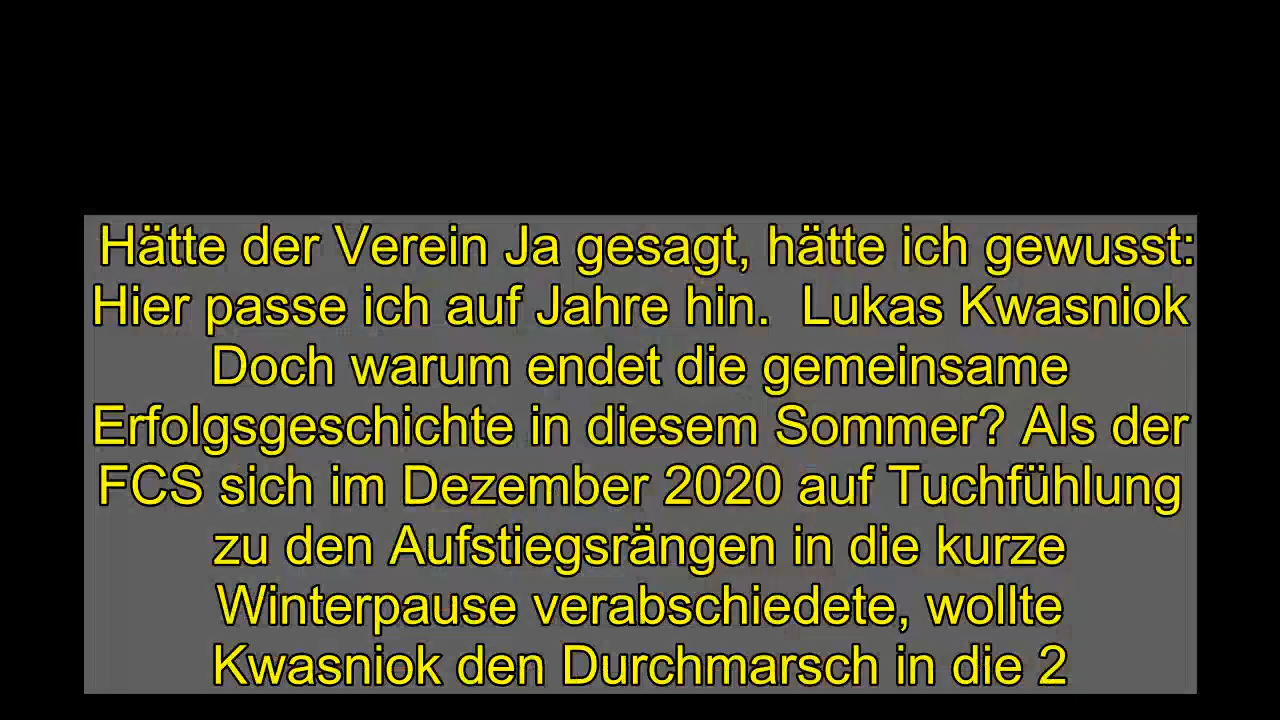 Hätte der Verein Ja gesagt, hätte ich gewusst:
Hier passe ich auf Jahre hin.  Lukas Kwasniok
Doch warum endet die gemeinsame
Erfolgsgeschichte in diesem Sommer? Als der
FCS sich im Dezember 2020 auf Tuchfühlung
zu den Aufstiegsrängen in die kurze
Winterpause verabschiedete, wollte
Kwasniok den Durchmarsch in die 2